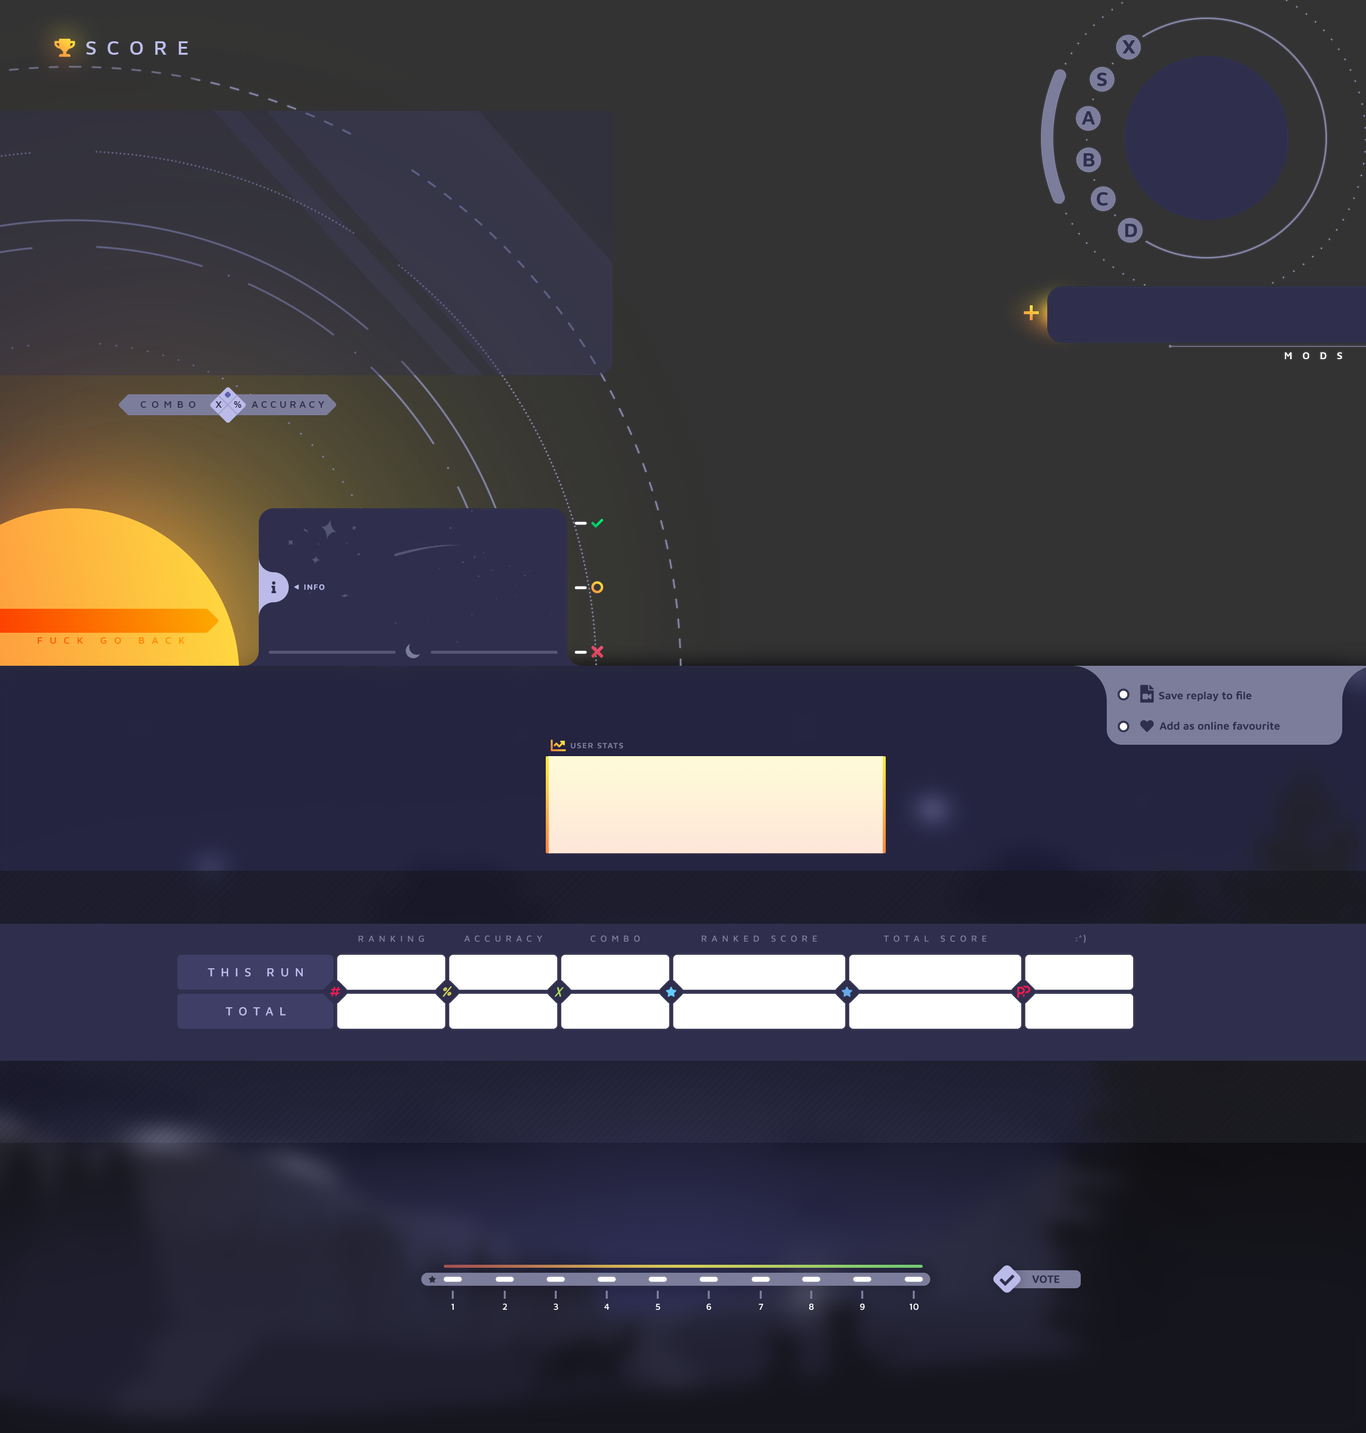 SCORE
X
S
A
B
C
D
+
MODS
COMBO X % ACCURACY
i INFO
FUCK GO BACK
Save replay to file
Add as online favourite
USER STATS
RANKING ACCURACY COMBO RANKED SCORE TOTAL SCORE :^)
THIS RUN
# % X PP
TOTAL
1 2 3 4 5 6 7 8 9 10
VOTE